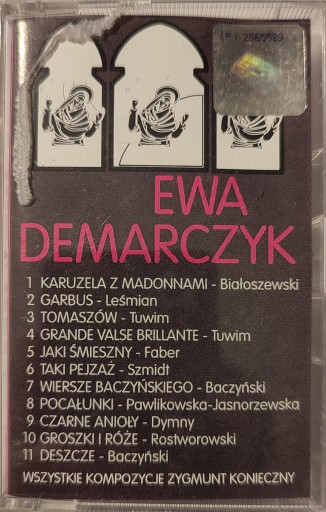 EWA
DEMARCZYK
1 KARUZELA Z MADONNAMI - Białoszewski
2 GARBUS - Leśmian
3 TOMASZÓW - Tuwim
4 GRANDE VALSE BRILLANTE - Tuwim
5 JAKI ŚMIESZNY - Faber
6 TAKI PEJZAŻ - Szmidt
7 WIERSZE BACZYŃSKIEGO - Baczyński
8 POCAŁUNKI - Pawlikowska-Jasnorzewska
9 CZARNE ANIOŁY - Dymny
10 GROSZKI I RÓŻE - Rostworowski
11 DESZCZE - Baczyński
WSZYSTKIE KOMPOZYCJE ZYGMUNT KONIECZNY